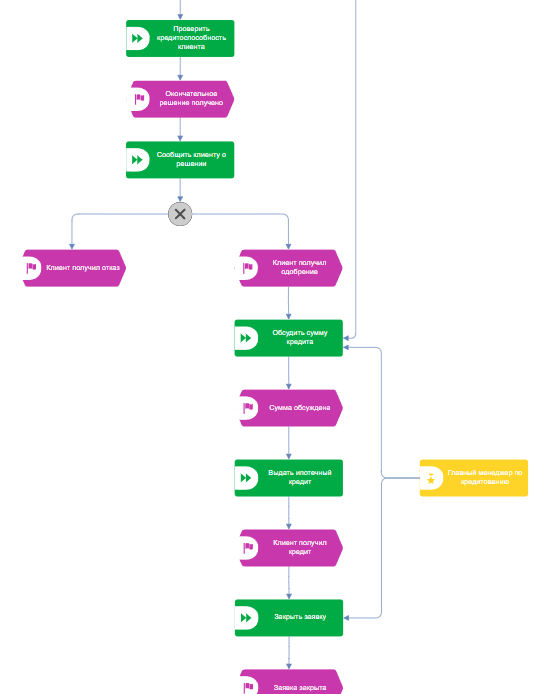 Проверить
кредитоспособность
клиента
Окончательное
решение получено
Сообщить клиенту о
решении
Клиент получил отказ
Клиент получил
одобрение
Обсудить сумму
кредита
Сумма обсуждена
Выдать ипотечный
кредит
Главный менеджер по
кредитованию
Клиент получил
кредит
Закрыть заявку
Заявка закрыта